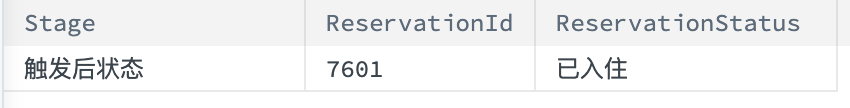 Stage ReservationId ReservationStatus
触发后状态 7601 已入住